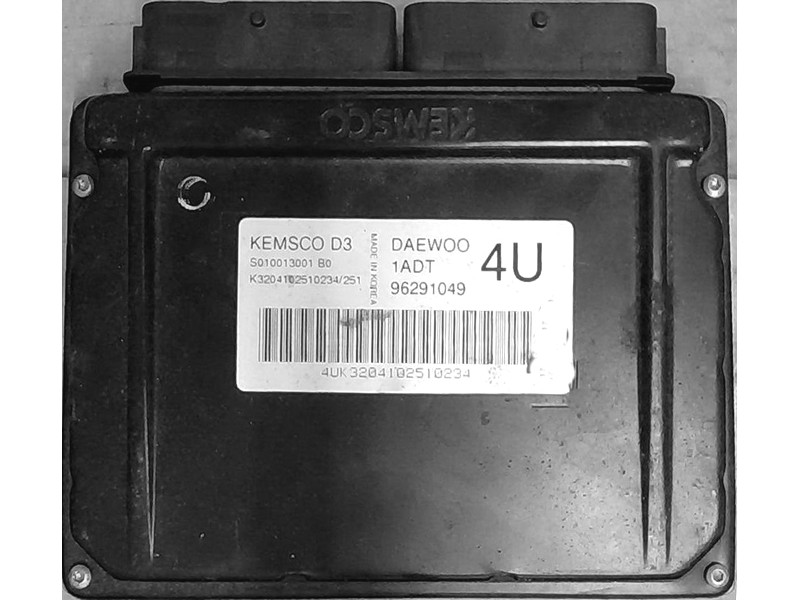 KEMSCO
KEMSCO D3
S010013001 B0
K3204102510234/251
MADE IN KOREA
DAEWOO
1ADT
96291049
4U
4UK3204102510234